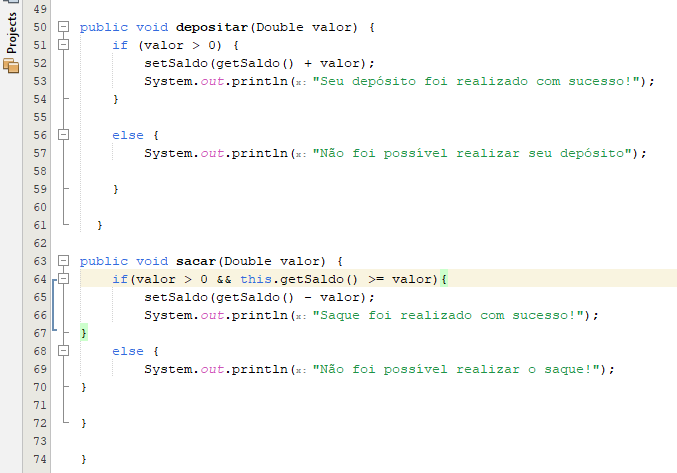 Projects
49
50 public void depositar(Double valor) {
51 if (valor > 0) {
52 setSaldo(getSaldo() + valor);
53 System.out.println(x: "Seu depósito foi realizado com sucesso!");
54 }
55
56 else {
57 System.out.println(x: "Não foi possível realizar seu depósito");
58
59 }
60
61 }
62
63 public void sacar(Double valor) {
64 if(valor > 0 && this.getSaldo() >= valor){
65 setSaldo(getSaldo() - valor);
66 System.out.println(x: "Saque foi realizado com sucesso!");
67 }
68 else {
69 System.out.println(x: "Não foi possível realizar o saque!");
70 }
71
72 }
73
74 }